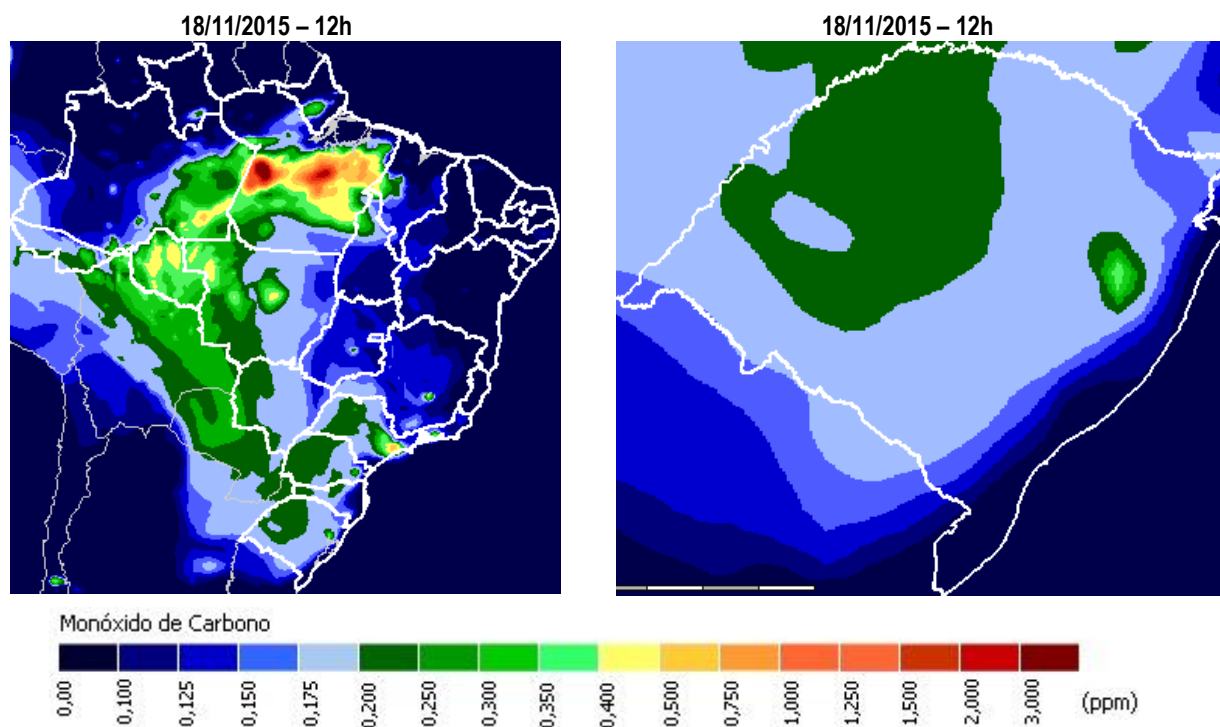 18/11/2015 – 12h
18/11/2015 – 12h
Monóxido de Carbono
0,00 0,100 0,125 0,150 0,175 0,200 0,250 0,300 0,350 0,400 0,500 0,750 1,000 1,250 1,500 2,000 3,000 (ppm)